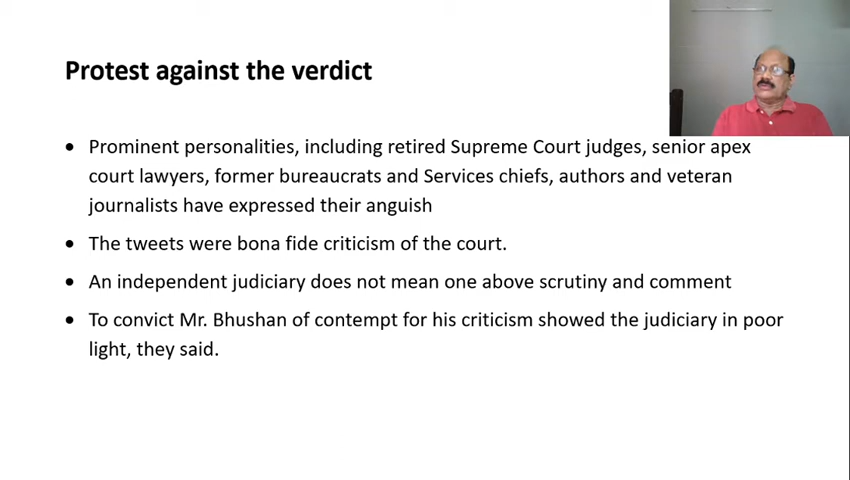 Protest against the verdict
• Prominent personalities, including retired Supreme Court judges, senior apex
court lawyers, former bureaucrats and Services chiefs, authors and veteran
journalists have expressed their anguish
• The tweets were bona fide criticism of the court.
• An independent judiciary does not mean one above scrutiny and comment
• To convict Mr. Bhushan of contempt for his criticism showed the judiciary in poor
light, they said.